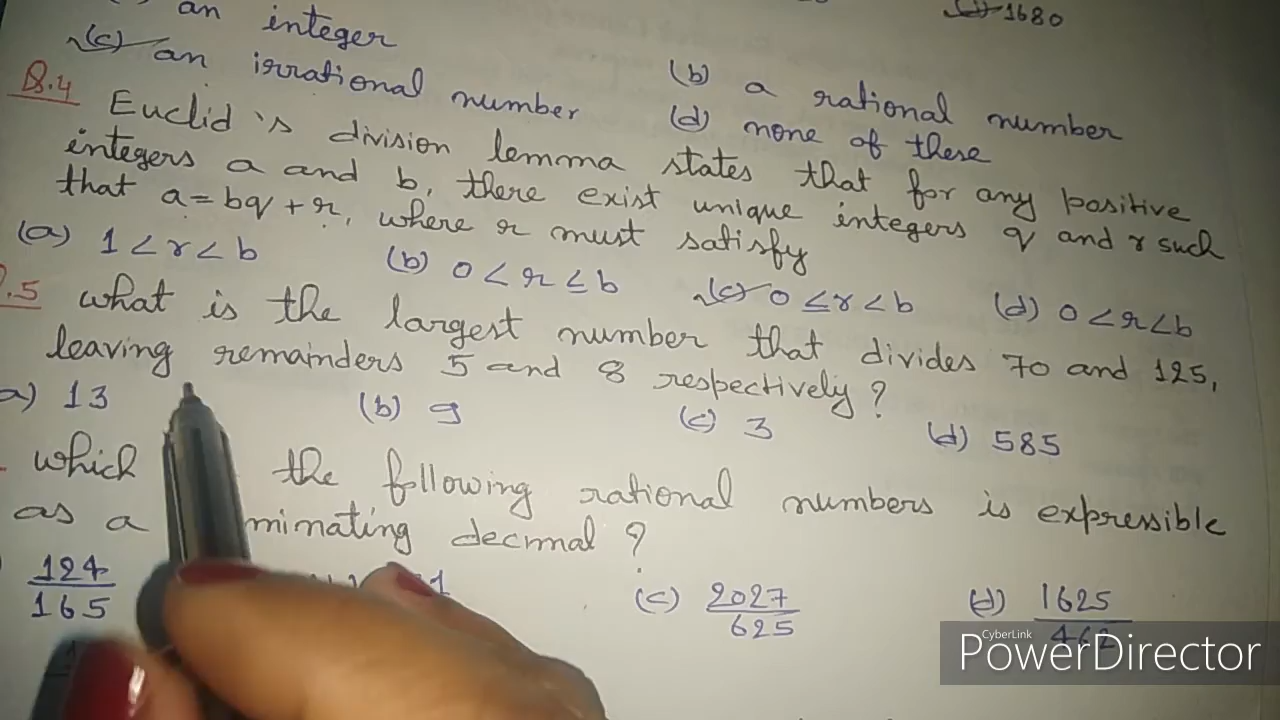 1680
an integer
(b) a rational number
(c) an irrational number
(d) none of these
Q.4 Euclid's division lemma states that for any positive
integers a and b, there exist unique integers q and r such
that a = bq + r, where r must satisfy
(a) 1 < r < b (b) 0 < r ≤ b (c) 0 ≤ r < b (d) 0 < r < b
.5 what is the largest number that divides 70 and 125,
leaving remainders 5 and 8 respectively?
a) 13 (b) 9 (c) 3 (d) 585
which the following rational numbers is expressible
as a minating decimal?
124/165 (c) 2027/625 (d) 1625/462
CyberLink
PowerDirector